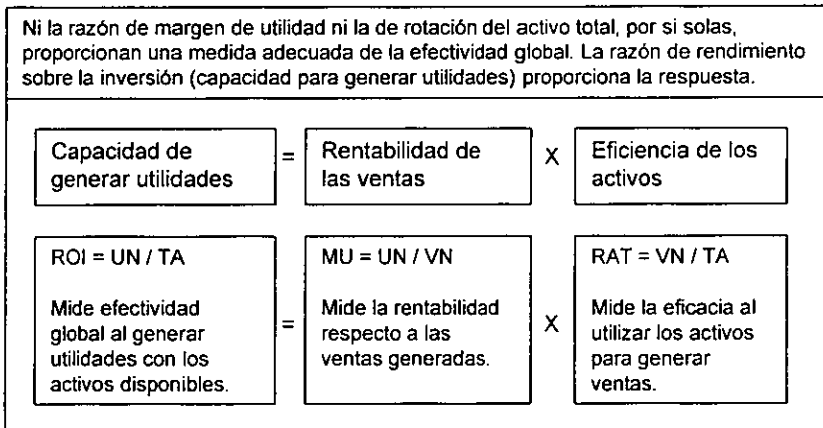 Ni la razón de margen de utilidad ni la de rotación del activo total, por si solas,
proporcionan una medida adecuada de la efectividad global. La razón de rendimiento
sobre la inversión (capacidad para generar utilidades) proporciona la respuesta.
Capacidad de
generar utilidades
=
Rentabilidad de
las ventas
X
Eficiencia de los
activos
ROI = UN / TA
Mide efectividad
global al generar
utilidades con los
activos disponibles.
=
MU = UN / VN
Mide la rentabilidad
respecto a las
ventas generadas.
X
RAT = VN / TA
Mide la eficacia al
utilizar los activos
para generar
ventas.